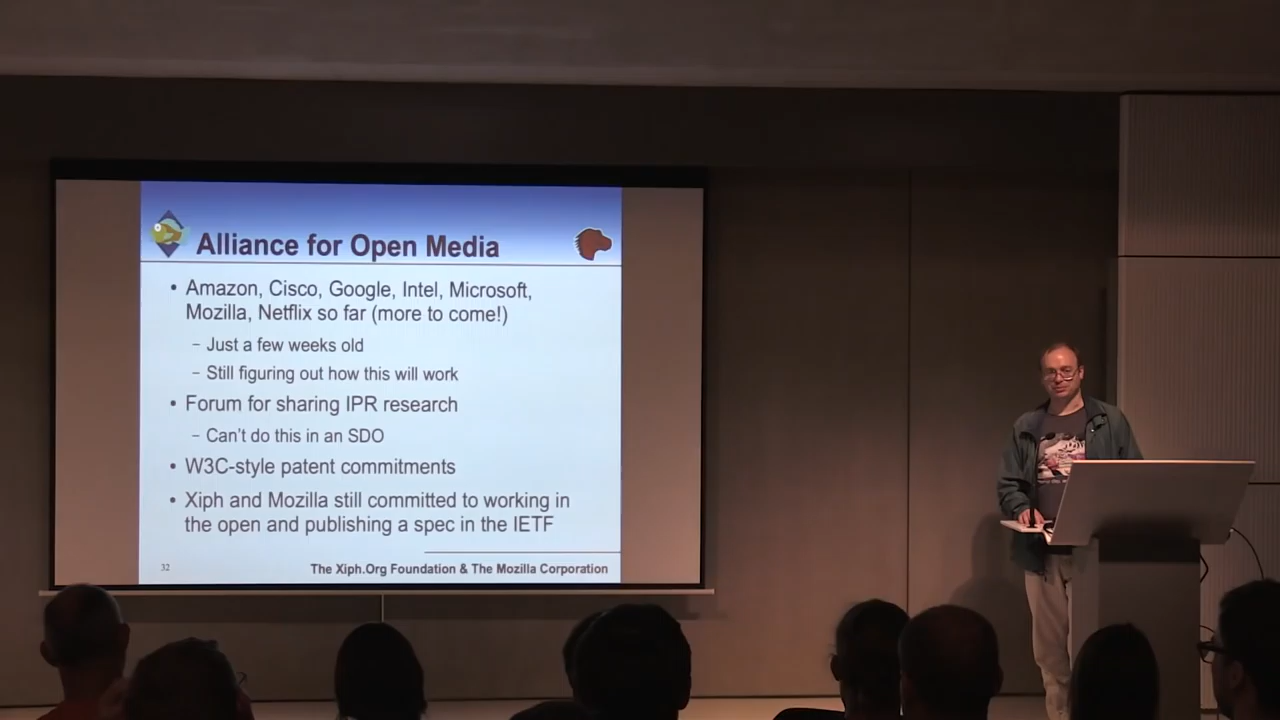 Alliance for Open Media
• Amazon, Cisco, Google, Intel, Microsoft,
Mozilla, Netflix so far (more to come!)
– Just a few weeks old
– Still figuring out how this will work
• Forum for sharing IPR research
– Can't do this in an SDO
• W3C-style patent commitments
• Xiph and Mozilla still committed to working in
the open and publishing a spec in the IETF
32
The Xiph.Org Foundation & The Mozilla Corporation